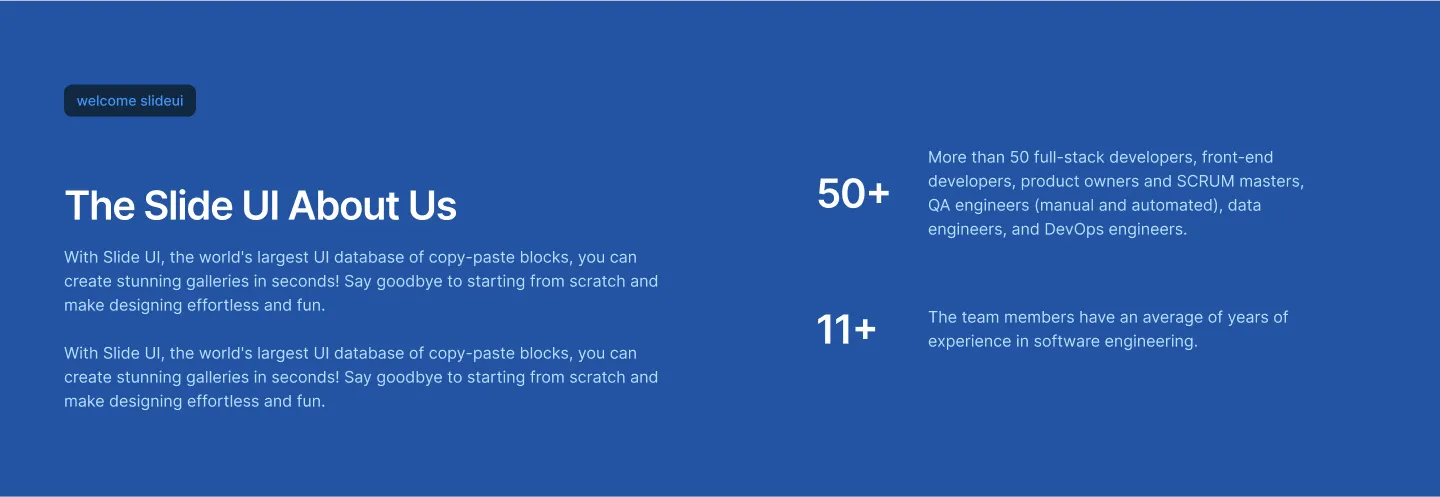 welcome slideui
The Slide UI About Us
With Slide UI, the world's largest UI database of copy-paste blocks, you can
create stunning galleries in seconds! Say goodbye to starting from scratch and
make designing effortless and fun.
With Slide UI, the world's largest UI database of copy-paste blocks, you can
create stunning galleries in seconds! Say goodbye to starting from scratch and
make designing effortless and fun.
50+
More than 50 full-stack developers, front-end
developers, product owners and SCRUM masters,
QA engineers (manual and automated), data
engineers, and DevOps engineers.
11+
The team members have an average of years of
experience in software engineering.